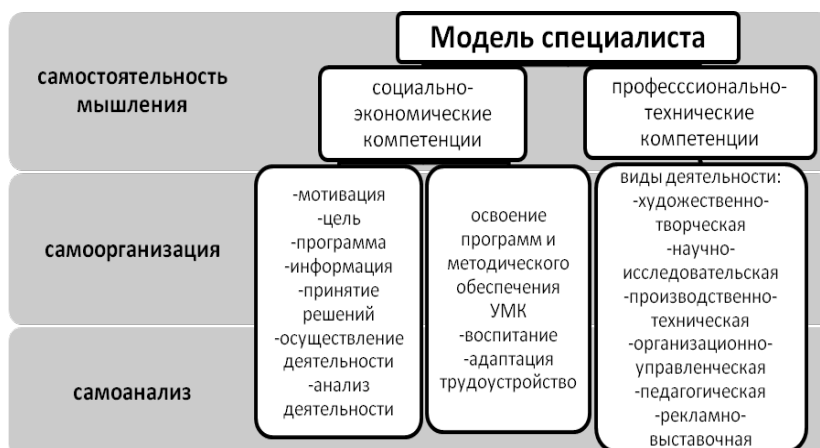 Модель специалиста
самостоятельность
мышления
социально-
экономические
компетенции
професссионально-
технические
компетенции
самоорганизация
-мотивация
-цель
-программа
-информация
-принятие
решений
-осуществление
деятельности
-анализ
деятельности
освоение
программ и
методического
обеспечения
УМК
-воспитание
-адаптация
трудоустройство
виды деятельности:
-художественно-
творческая
-научно-
исследовательская
-производственно-
техническая
-организационно-
управленческая
-педагогическая
-рекламно-
выставочная
самоанализ